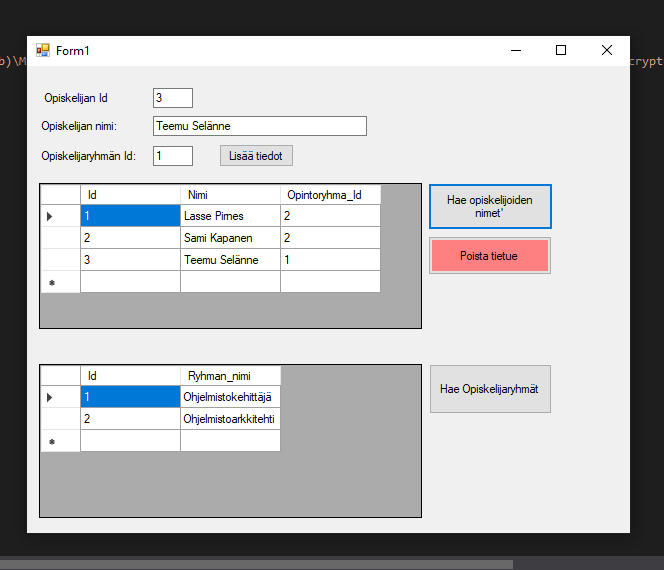 Form1
b)\M
crypt
Opiskelijan Id
3
Opiskelijan nimi:
Teemu Selänne
Opiskelijaryhmän Id:
1
Lisää tiedot
Id Nimi Opintoryhma_Id
1 Lasse Pirnes 2
2 Sami Kapanen 2
3 Teemu Selänne 1
Hae opiskelijoiden
nimet'
Poista tietue
Id Ryhman_nimi
1 Ohjelmistokehittäjä
2 Ohjelmistoarkkitehti
Hae Opiskelijaryhmät